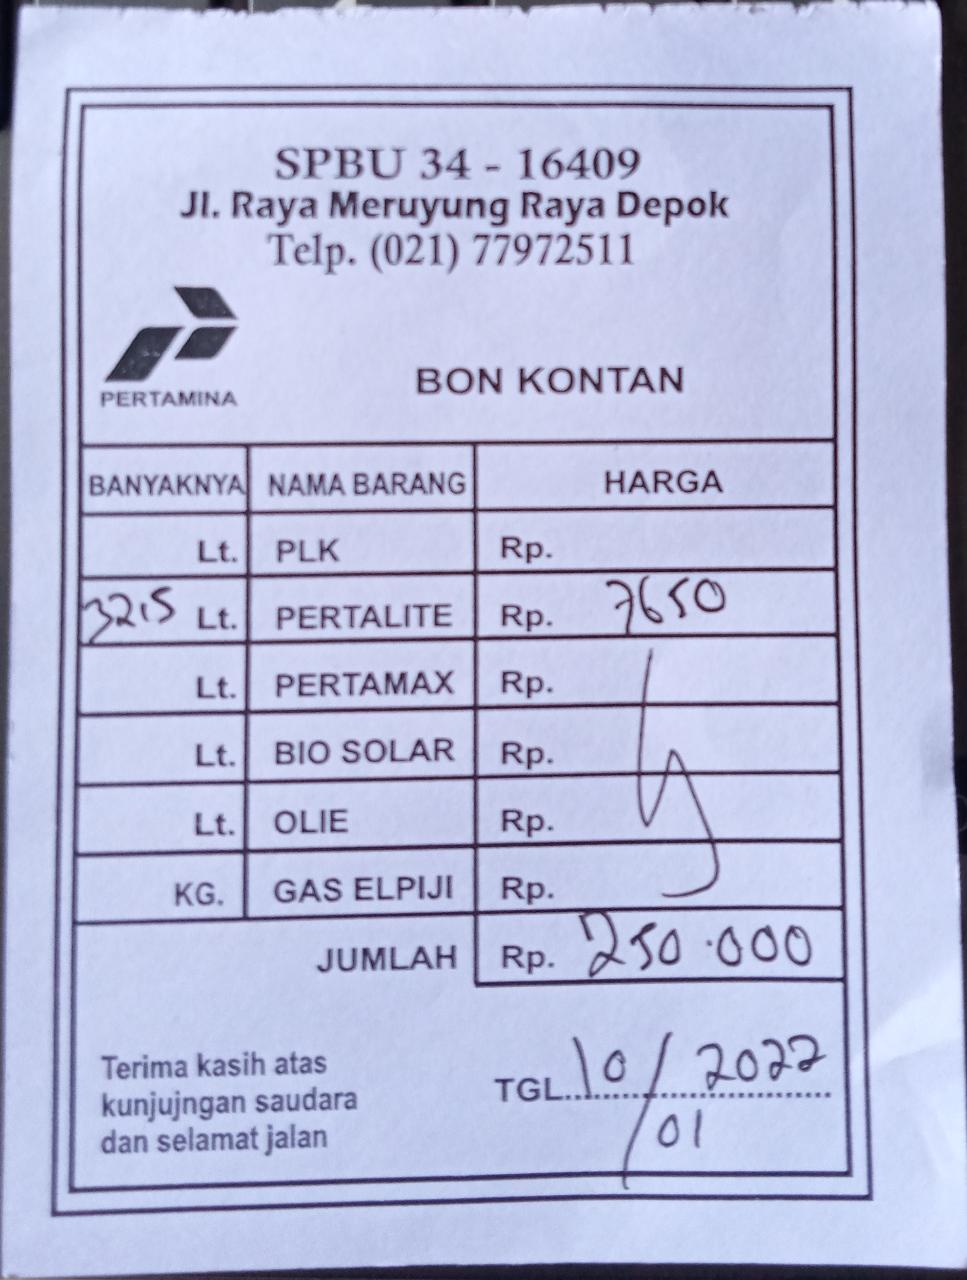 SPBU 34 - 16409
Jl. Raya Meruyung Raya Depok
Telp. (021) 77972511
PERTAMINA
BON KONTAN
BANYAKNYA NAMA BARANG HARGA
Lt. PLK Rp.
3215 Lt. PERTALITE Rp. 7650
Lt. PERTAMAX Rp.
Lt. BIO SOLAR Rp.
Lt. OLIE Rp.
KG. GAS ELPIJI Rp.
JUMLAH Rp. 250.000
Terima kasih atas
kunjujngan saudara
dan selamat jalan
TGL. 10/01 2022